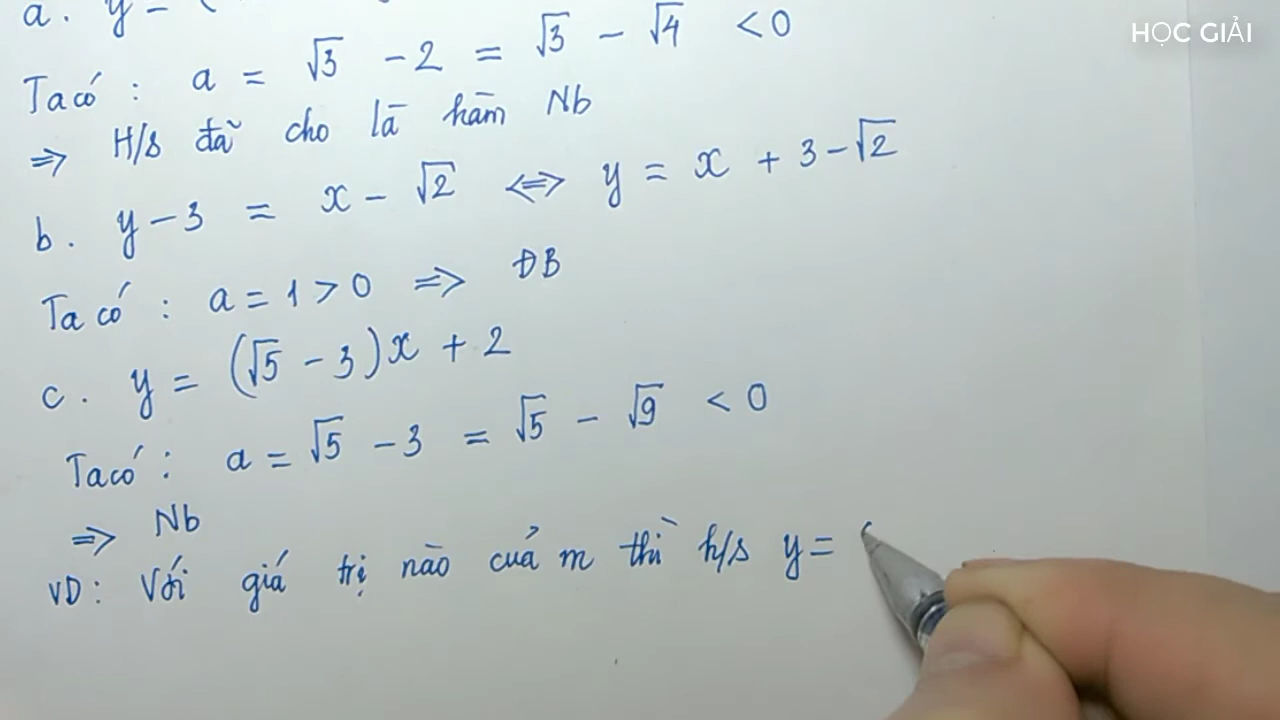 HỌC GIẢI
a. y =
Ta có : a = √3 - 2 = √3 - √4 < 0
=> H/s đã cho là hàm Nb
b. y - 3 = x - √2 <=> y = x + 3 - √2
Ta có : a = 1 > 0 => ĐB
c. y = (√5 - 3)x + 2
Ta có : a = √5 - 3 = √5 - √9 < 0
=> Nb
VD : Với giá trị nào của m thì h/s y =